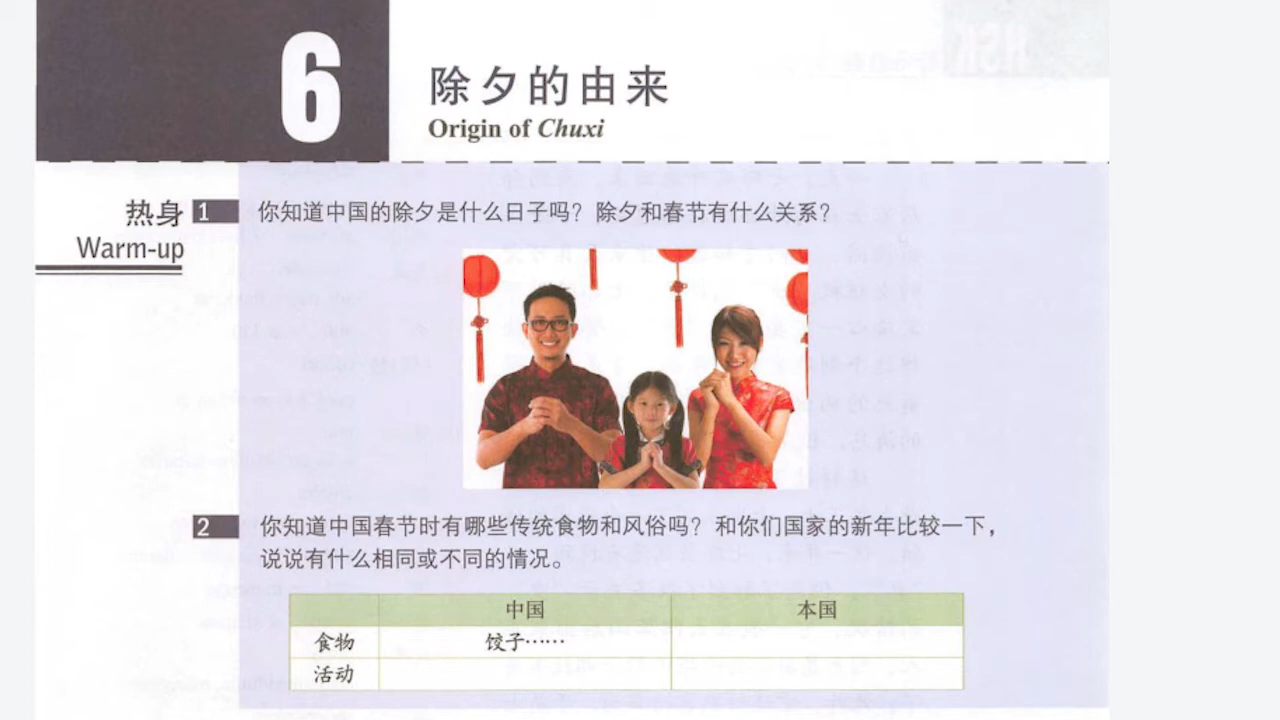 6
除夕的由来
Origin of Chuxi
热身
Warm-up
1 你知道中国的除夕是什么日子吗？除夕和春节有什么关系？
2 你知道中国春节时有哪些传统食物和风俗吗？和你们国家的新年比较一下，
说说有什么相同或不同的情况。
中国 本国
食物 饺子……
活动